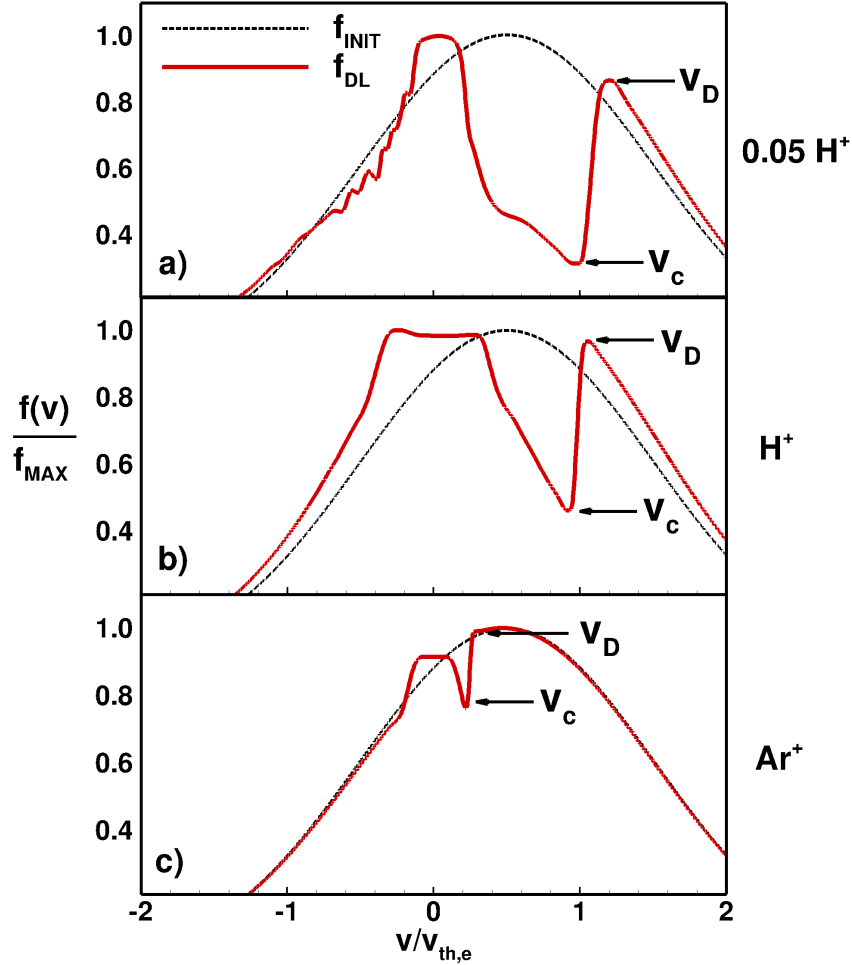 f_INIT
f_DL
1.0
0.8
0.6
0.4
a)
v_D
v_c
0.05 H⁺
1.0
0.8
0.6
0.4
b)
v_D
v_c
H⁺
f(v)
f_MAX
1.0
0.8
0.6
0.4
c)
v_D
v_c
Ar⁺
-2 -1 0 1 2
v/v_th,e